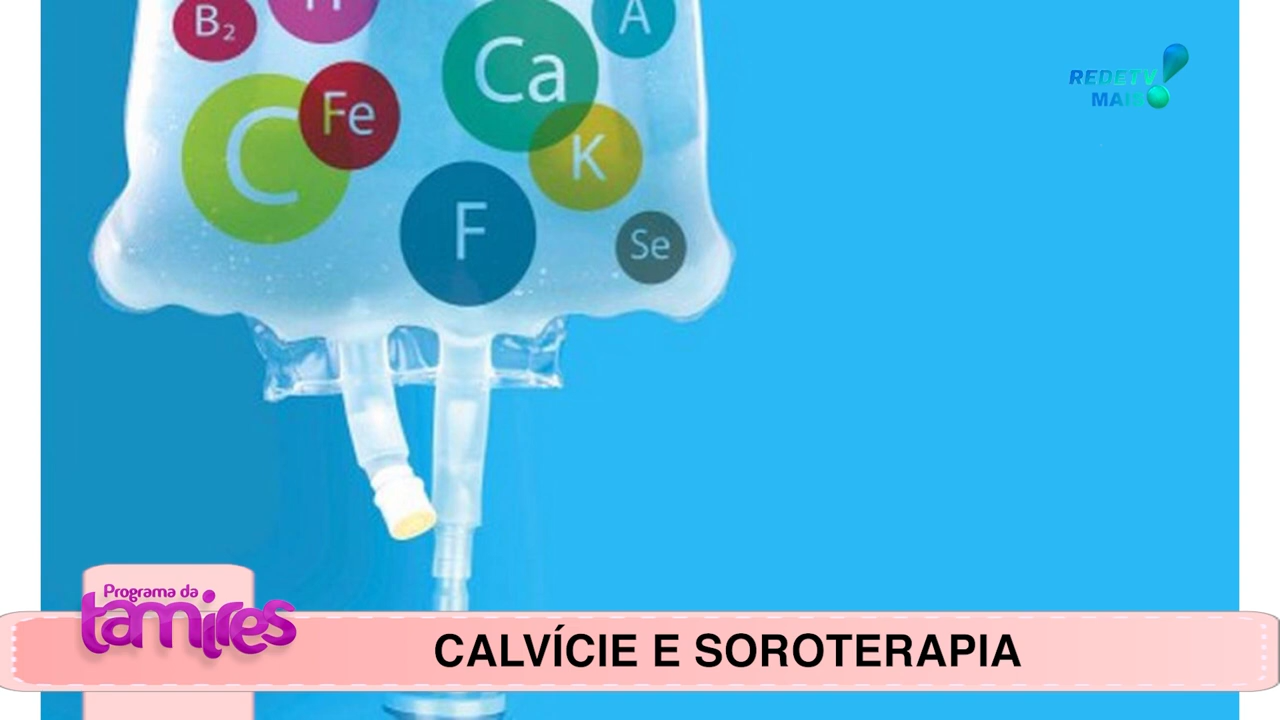 B₂
A
Ca
C
Fe
K
F
Se
REDETV
MAIS
Programa da
tamires
CALVÍCIE E SOROTERAPIA